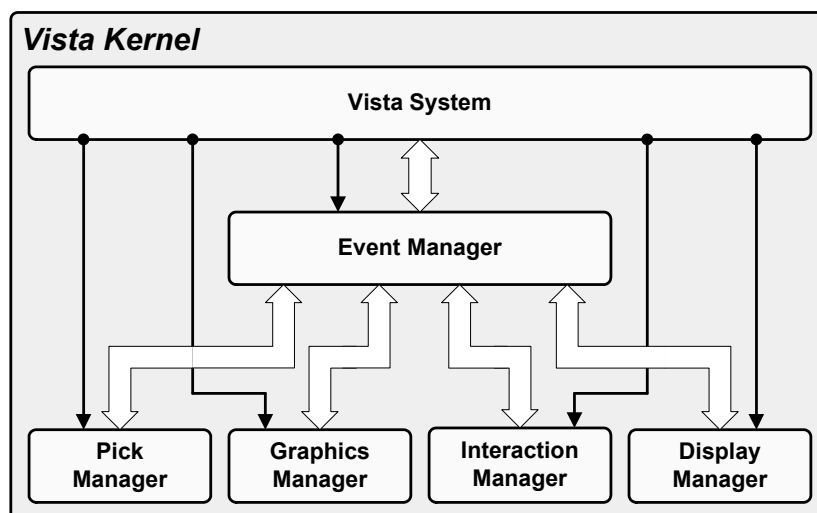 Vista Kernel
Vista System
Event Manager
Pick
Manager
Graphics
Manager
Interaction
Manager
Display
Manager